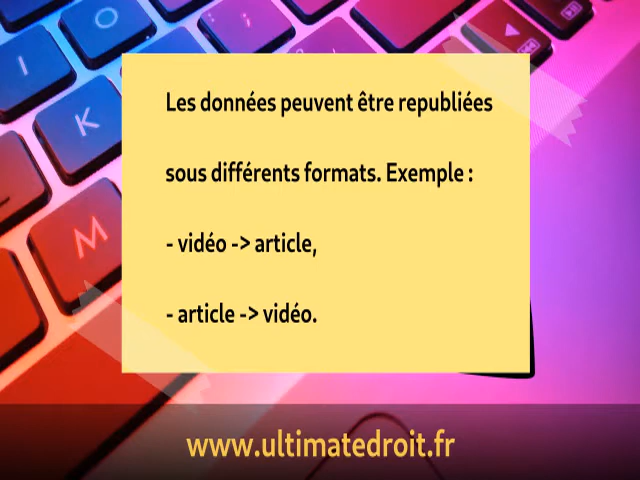 Les données peuvent être republiées
sous différents formats. Exemple :
- vidéo -> article,
- article -> vidéo.
www.ultimatedroit.fr
O
I
K
M